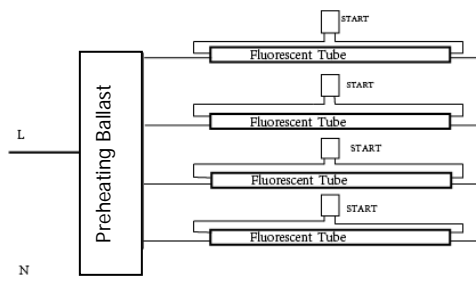 START
Fluorescent Tube
START
Fluorescent Tube
L
Preheating Ballast
START
Fluorescent Tube
START
Fluorescent Tube
N